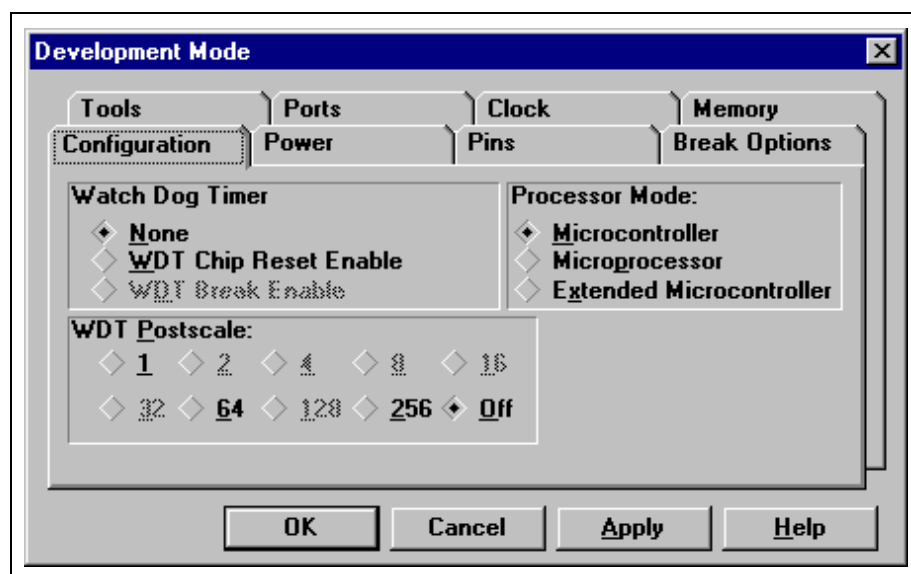 Development Mode
Tools Ports Clock Memory
Configuration Power Pins Break Options
Watch Dog Timer
None
WDT Chip Reset Enable
WDT Break Enable
Processor Mode:
Microcontroller
Microprocessor
Extended Microcontroller
WDT Postscale:
1 2 4 8 16
32 64 128 256 Off
OK Cancel Apply Help